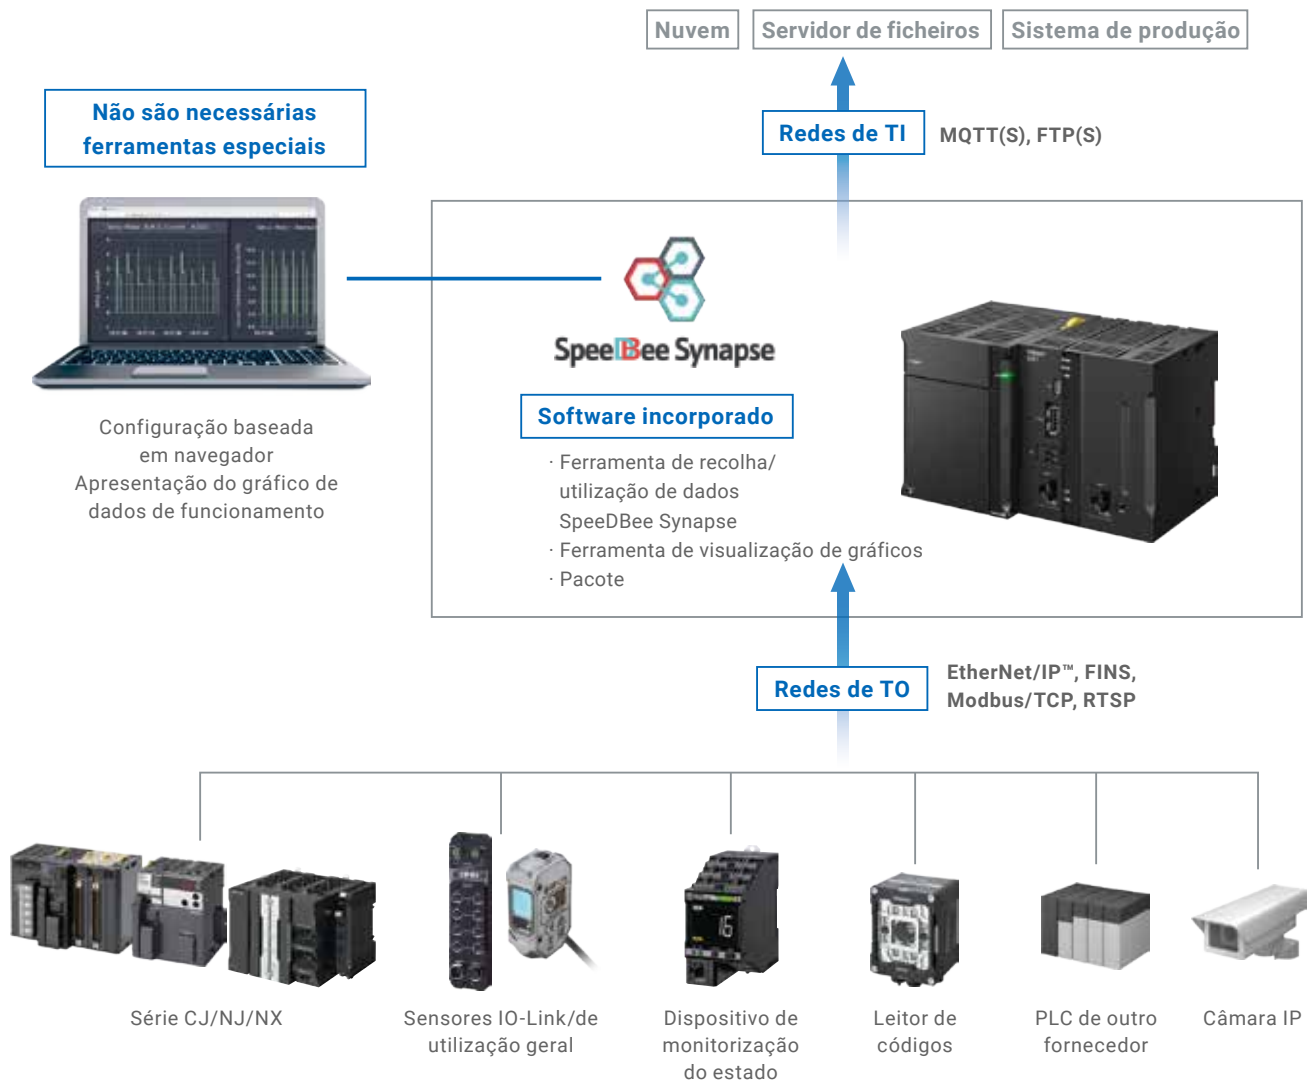 Nuvem
Servidor de ficheiros
Sistema de produção
Não são necessárias
ferramentas especiais
Redes de TI
MQTT(S), FTP(S)
SpeeDBee Synapse
Software incorporado
· Ferramenta de recolha/
utilização de dados
SpeeDBee Synapse
· Ferramenta de visualização de gráficos
· Pacote
Configuração baseada
em navegador
Apresentação do gráfico de
dados de funcionamento
Redes de TO
EtherNet/IP™, FINS,
Modbus/TCP, RTSP
Série CJ/NJ/NX
Sensores IO-Link/de
utilização geral
Dispositivo de
monitorização
do estado
Leitor de
códigos
PLC de outro
fornecedor
Câmara IP